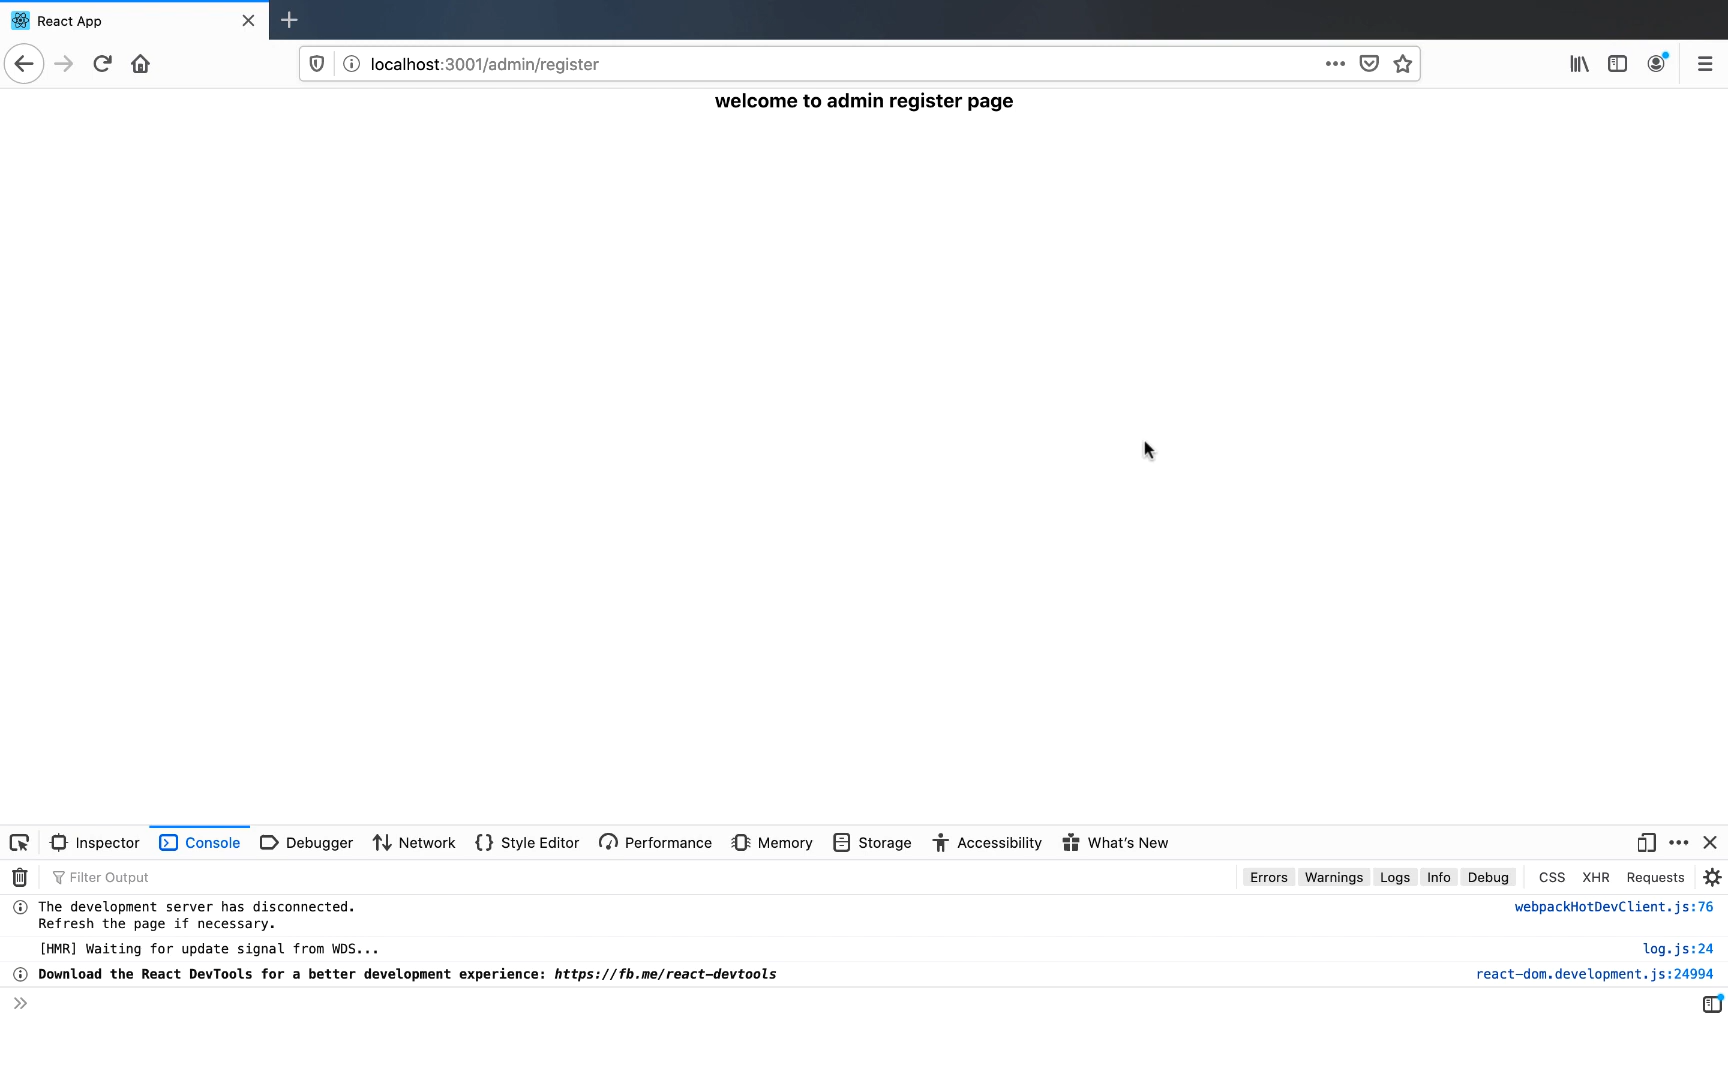 React App
localhost:3001/admin/register
welcome to admin register page
Inspector Console Debugger Network Style Editor Performance Memory Storage Accessibility What's New
Filter Output Errors Warnings Logs Info Debug CSS XHR Requests
The development server has disconnected. webpackHotDevClient.js:76
Refresh the page if necessary.
[HMR] Waiting for update signal from WDS... log.js:24
Download the React DevTools for a better development experience: https://fb.me/react-devtools react-dom.development.js:24994